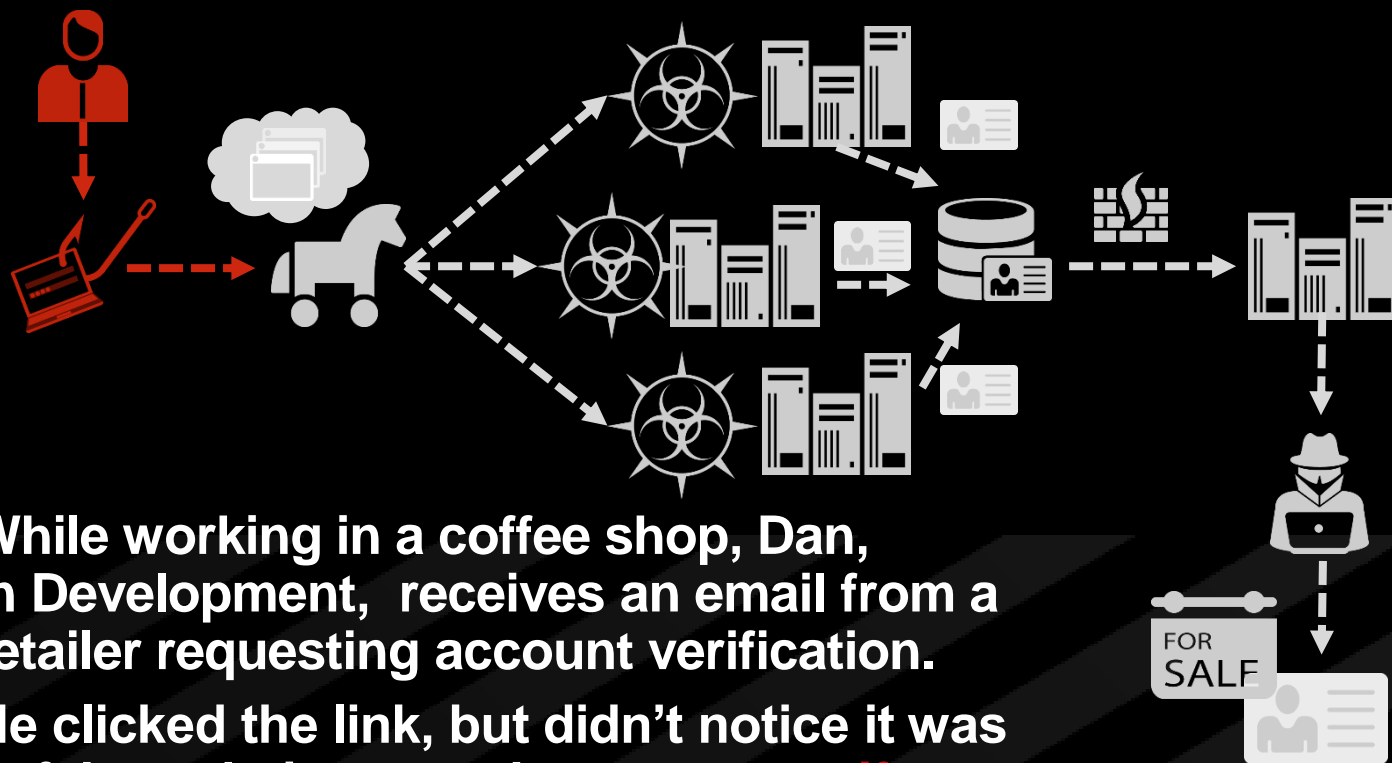 While working in a coffee shop, Dan,
n Development, receives an email from a
etailer requesting account verification.
He clicked the link, but didn't notice it was
FOR
SALE